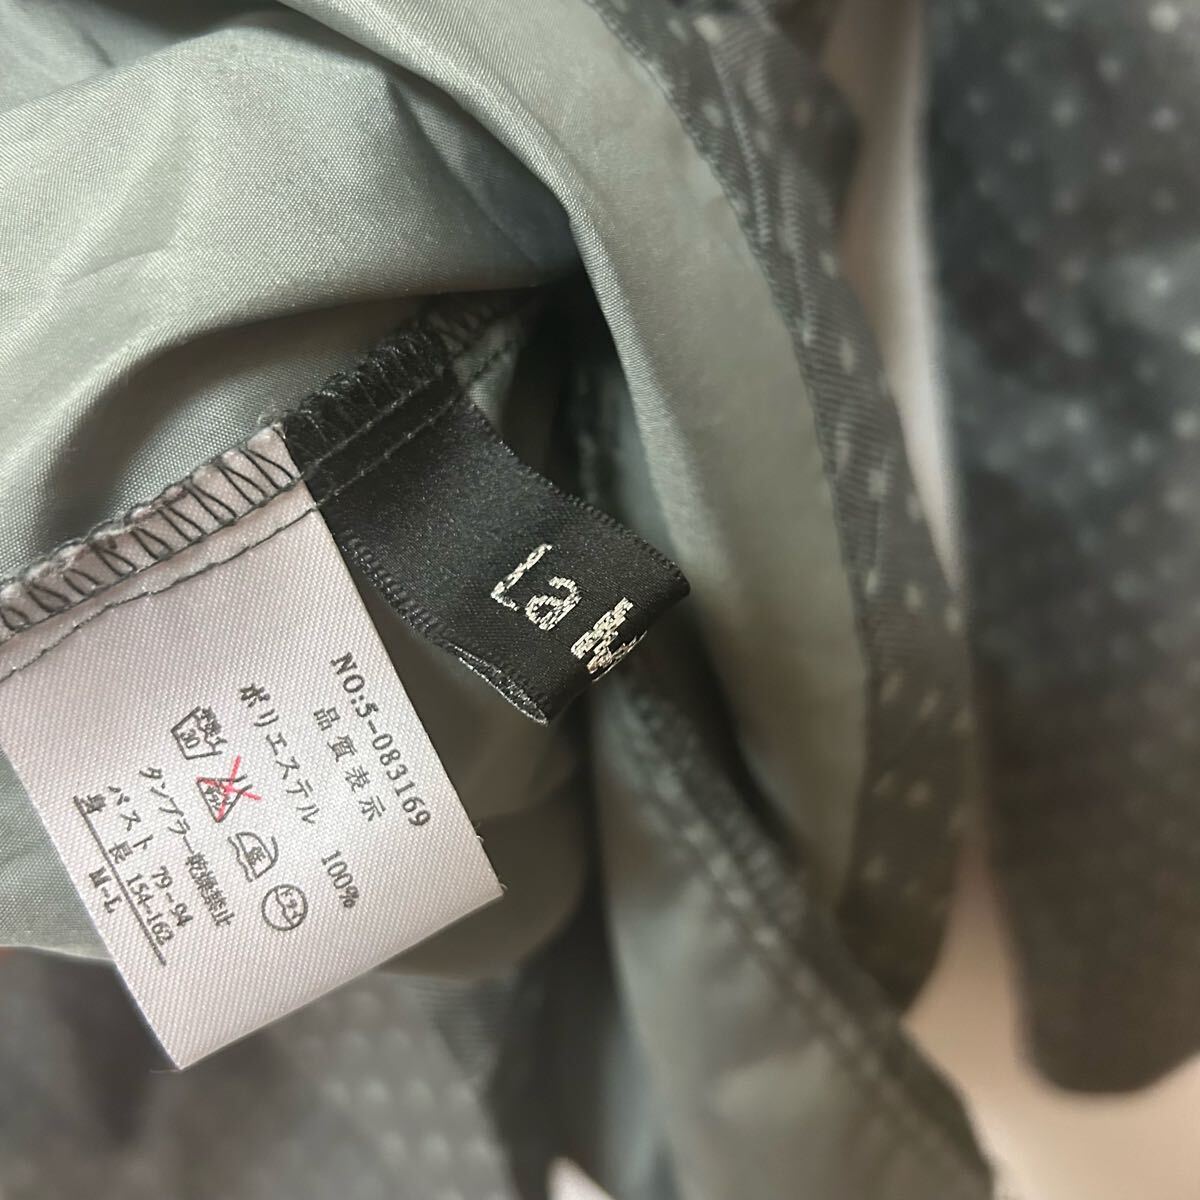 La
NO:5-083169
品質表示
ポリエステル 100%
30
タンブラー乾燥禁止
バスト 79-94
身長 154-162
M-L